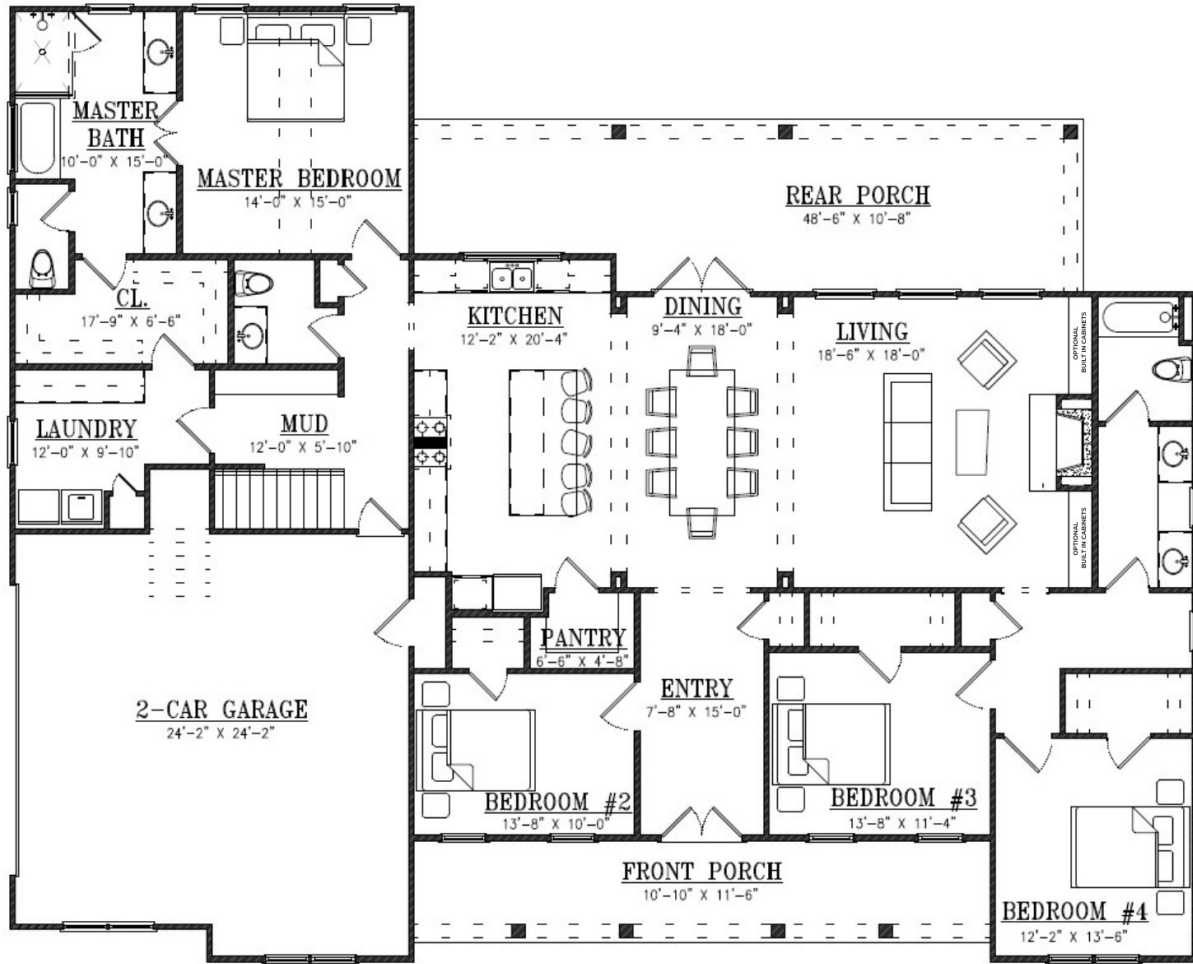 MASTER
BATH
10'-0" X 15'-0"
MASTER BEDROOM
14'-0" X 15'-0"
REAR PORCH
48'-6" X 10'-8"
CL.
17'-9" X 6'-6"
KITCHEN
12'-2" X 20'-4"
DINING
9'-4" X 18'-0"
LIVING
18'-6" X 18'-0"
OPTIONAL
BUILT IN CABINETS
LAUNDRY
12'-0" X 9'-10"
MUD
12'-0" X 5'-10"
OPTIONAL
BUILT IN CABINETS
PANTRY
6'-6" X 4'-8"
2-CAR GARAGE
24'-2" X 24'-2"
ENTRY
7'-8" X 15'-0"
BEDROOM #2
13'-8" X 10'-0"
BEDROOM #3
13'-8" X 11'-4"
FRONT PORCH
10'-10" X 11'-6"
BEDROOM #4
12'-2" X 13'-6"